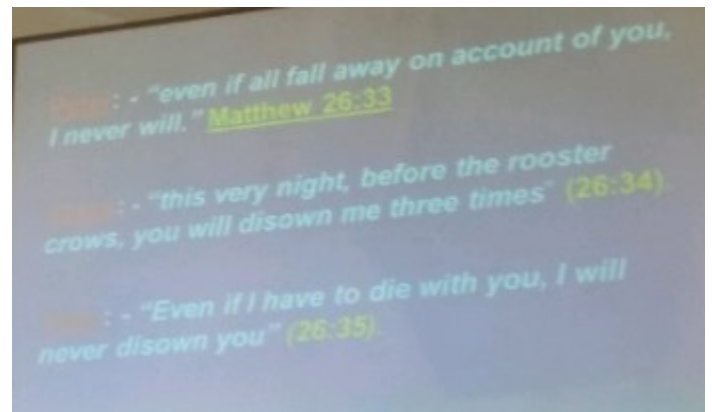 : - "even if all fall away on account of you,
I never will." Matthew 26:33
: - "this very night, before the rooster
crows, you will disown me three times" (26:34).
: - "Even if I have to die with you, I will
never disown you" (26:35).